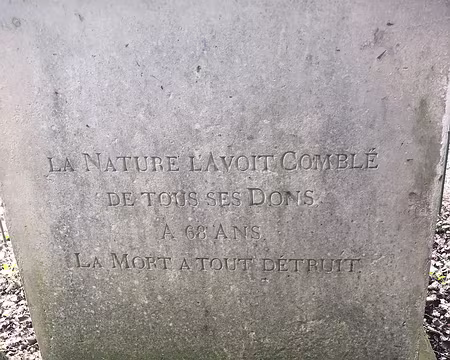 LA NATURE L'AVOIT COMBLÉ
DE TOUS SES DONS.
A 68 ANS.
LA MORT A TOUT DÉTRUIT.